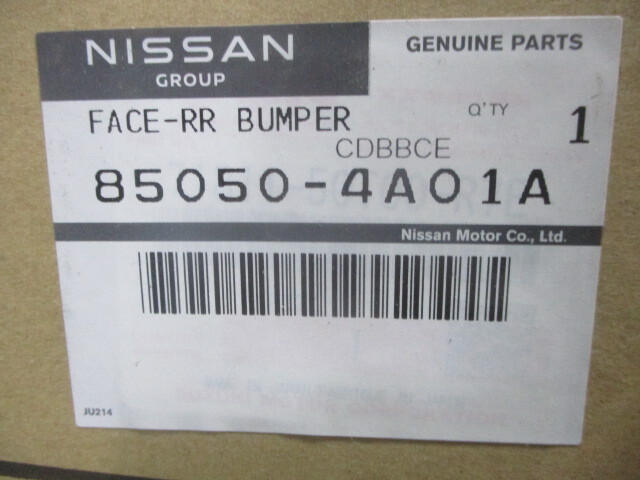 NISSAN
GROUP
GENUINE PARTS
FACE-RR BUMPER
Q'TY
1
CDBBCE
85050-4A01A
Nissan Motor Co., Ltd.
JU214